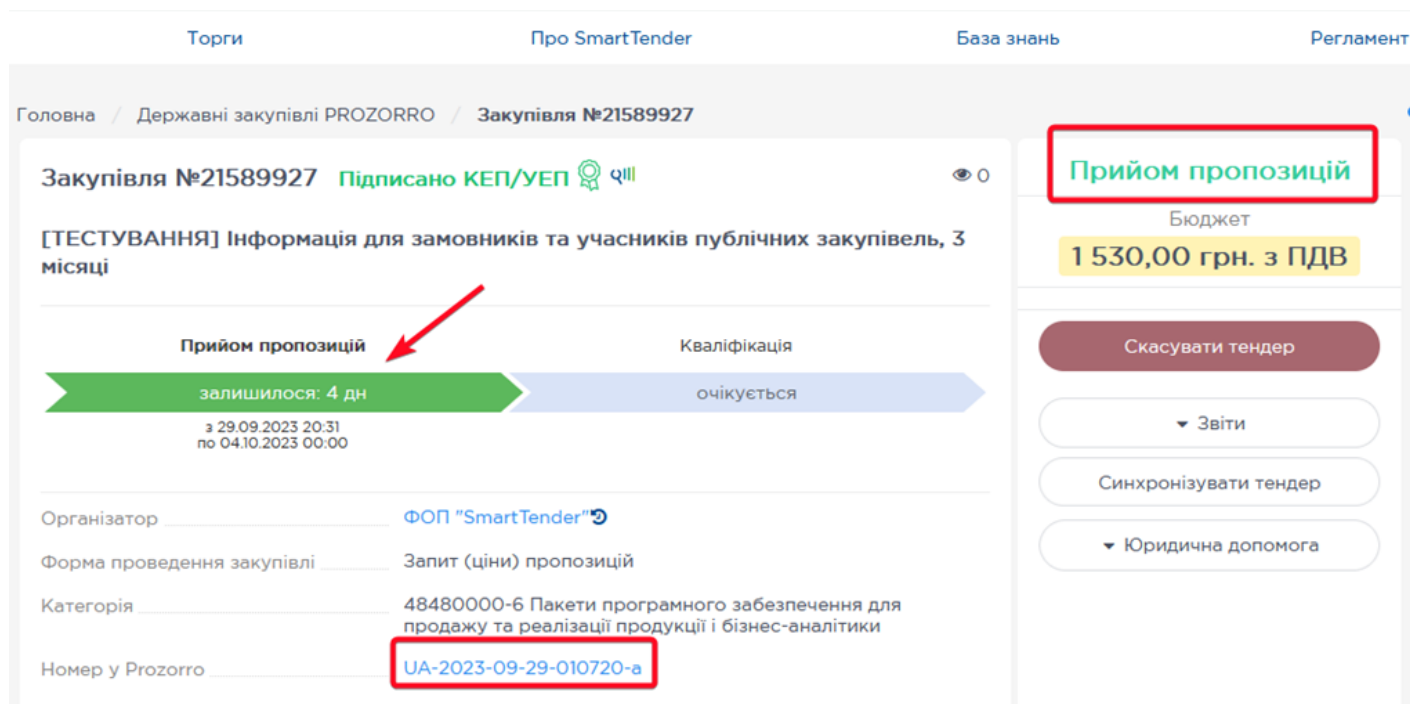 Торги Про SmartTender База знань Регламент
Головна / Державні закупівлі PROZORRO / Закупівля №21589927
Закупівля №21589927 Підписано КЕП/УЕП 0
[ТЕСТУВАННЯ] Інформація для замовників та учасників публічних закупівель, 3
місяці
Прийом пропозицій Кваліфікація
залишилося: 4 дн очікується
з 29.09.2023 20:31
по 04.10.2023 00:00
Організатор ФОП "SmartTender"
Форма проведення закупівлі Запит (ціни) пропозицій
Категорія 48480000-6 Пакети програмного забезпечення для
продажу та реалізації продукції і бізнес-аналітики
Номер у Prozorro UA-2023-09-29-010720-a
Прийом пропозицій
Бюджет
1 530,00 грн. з ПДВ
Скасувати тендер
Звіти
Синхронізувати тендер
Юридична допомога